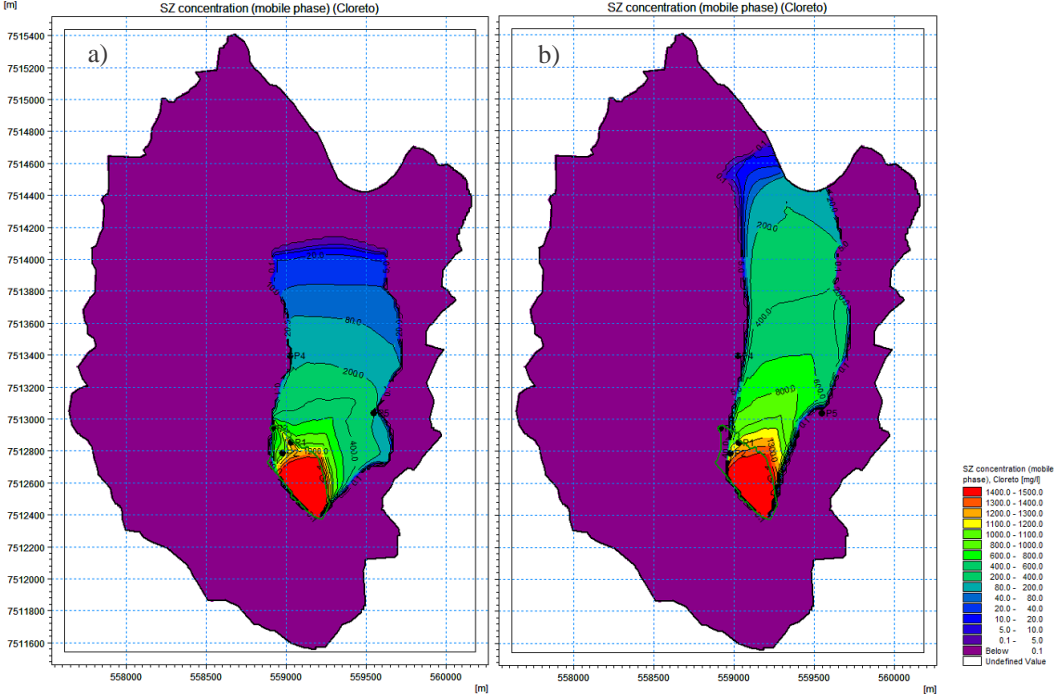 [m]
SZ concentration (mobile phase) (Cloreto)
SZ concentration (mobile phase) (Cloreto)
a)
b)
7515400
7515200
7515000
7514800
7514600
7514400
7514200
7514000
7513800
7513600
7513400
7513200
7513000
7512800
7512600
7512400
7512200
7512000
7511800
7511600
20.0
80.0
P4
200.0
P5
P1
400.0
200.0
400.0
800.0
P5
P1
558000
558500
559000
559500
560000
[m]
558000
558500
559000
559500
560000
[m]
SZ concentration (mobile
phase), Cloreto [mg/l]
1400.0 - 1500.0
1300.0 - 1400.0
1200.0 - 1300.0
1100.0 - 1200.0
1000.0 - 1100.0
800.0 - 1000.0
600.0 - 800.0
400.0 - 600.0
200.0 - 400.0
80.0 - 200.0
40.0 - 80.0
20.0 - 40.0
10.0 - 20.0
5.0 - 10.0
0.1 - 5.0
Below 0.1
Undefined Value